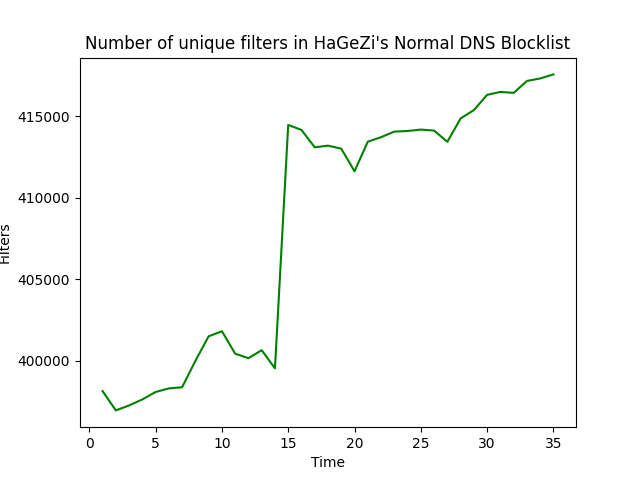 Number of unique filters in HaGeZi's Normal DNS Blocklist
415000
410000
405000
400000
Filters
0 5 10 15 20 25 30 35
Time